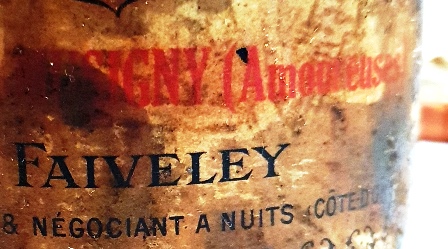 SIGNY (Amoureuses
FAIVELEY
& NÉGOCIANT A NUITS (CÔTE-D'